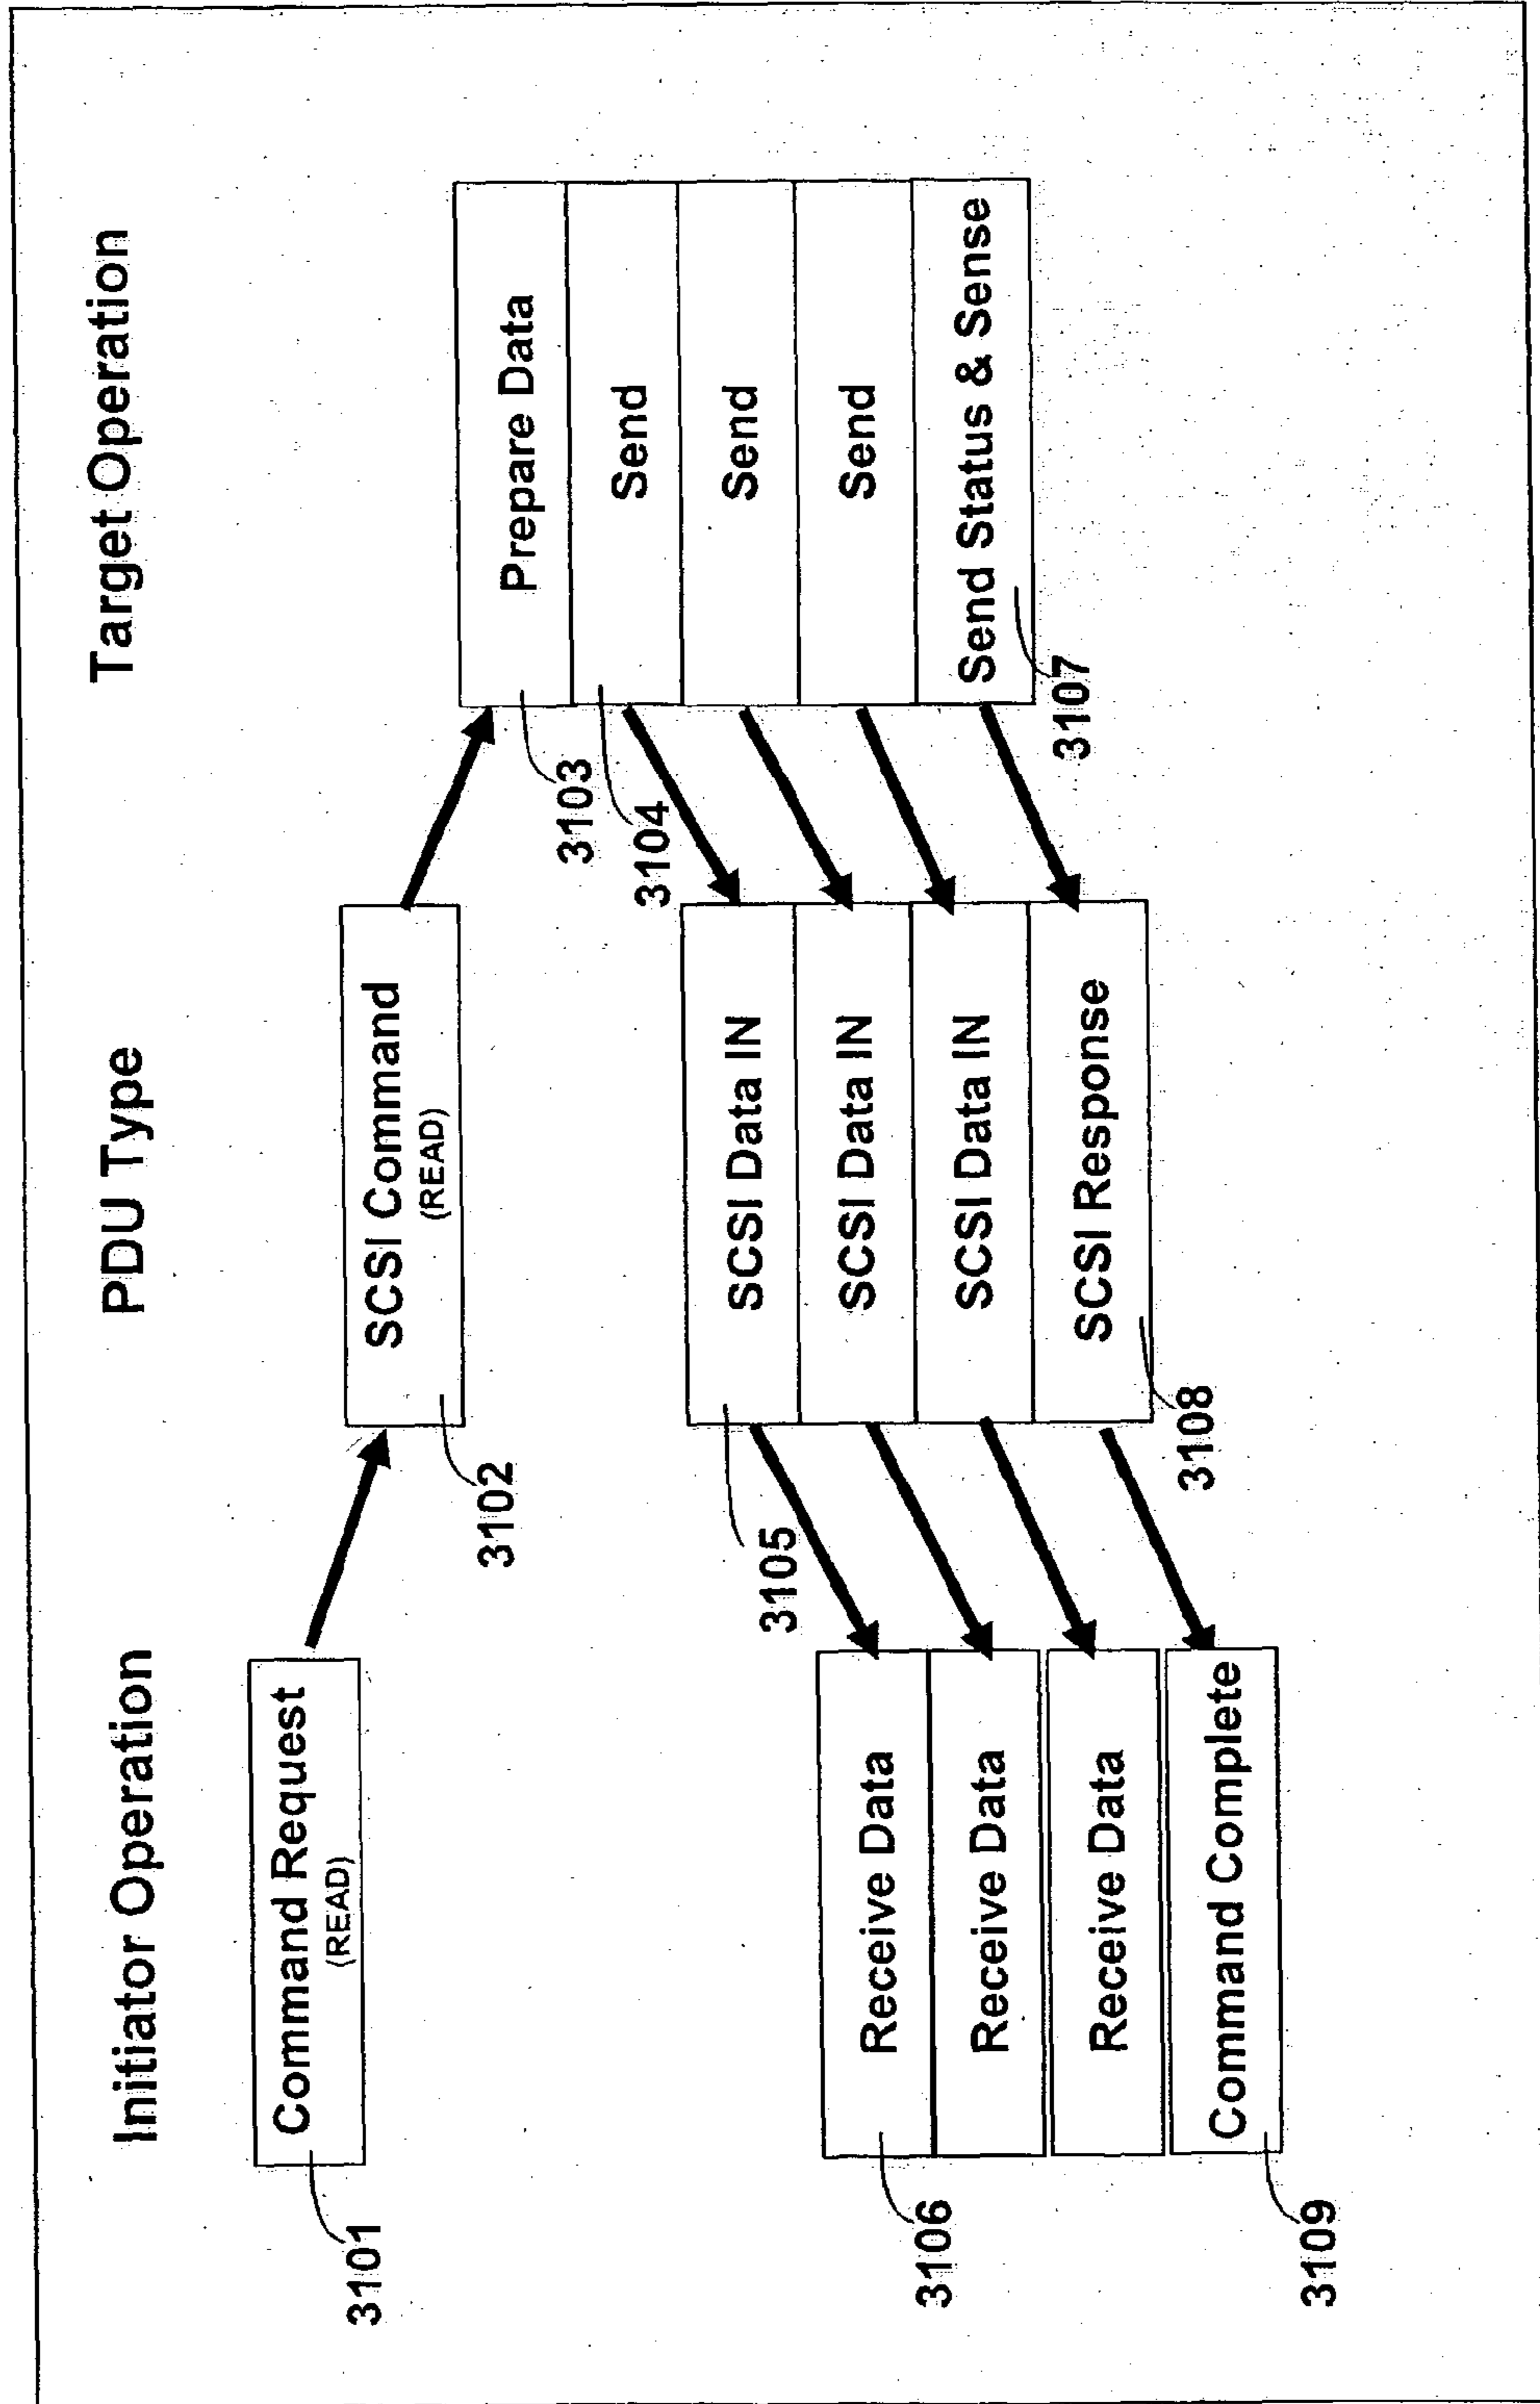 Initiator Operation
PDU Type
Target Operation
Command Request
(READ)
3101
SCSI Command
(READ)
3102
Prepare Data
3103
Send
3104
Send
Send
Send Status & Sense
3107
SCSI Data IN
3105
SCSI Data IN
SCSI Data IN
SCSI Response
3108
Receive Data
3106
Receive Data
Receive Data
Command Complete
3109